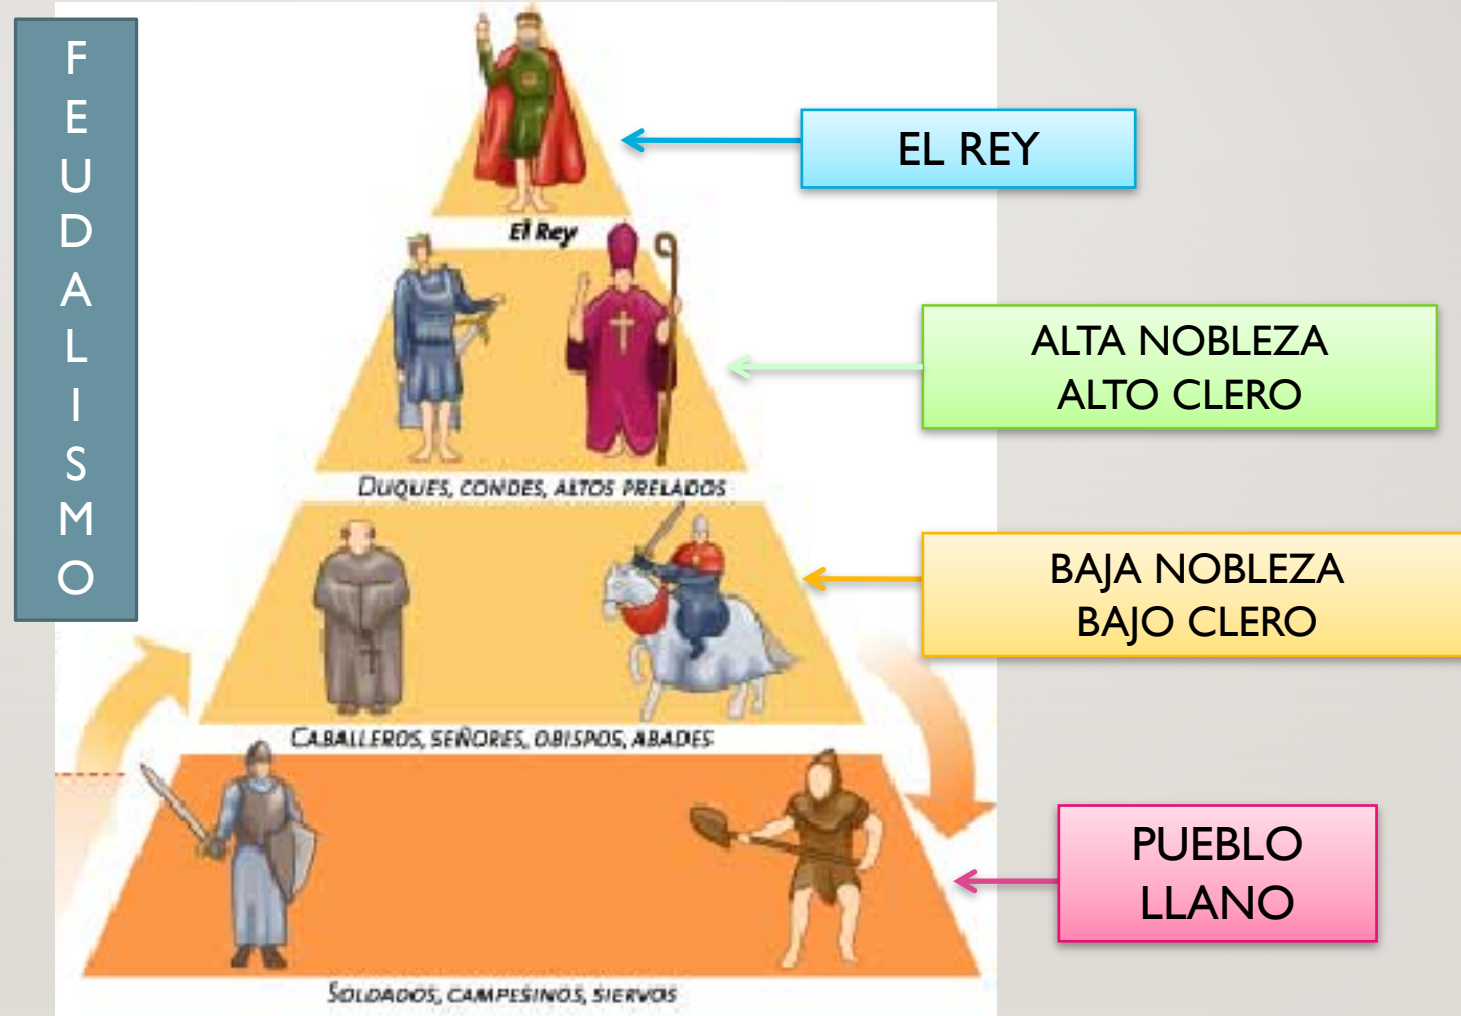 FEUDALISMO
EL REY
El Rey
ALTA NOBLEZA
ALTO CLERO
DUQUES, CONDES, ALTOS PRELADOS
BAJA NOBLEZA
BAJO CLERO
CABALLEROS, SEÑORES, OBISPOS, ABADES
PUEBLO
LLANO
SOLDADOS, CAMPESINOS, SIERVOS